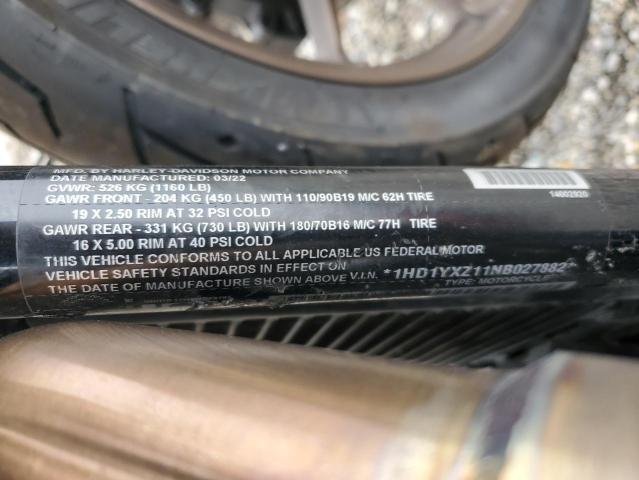 MFD. BY HARLEY-DAVIDSON MOTOR COMPANY
DATE MANUFACTURED: 03/22
GVWR: 526 KG (1160 LB)
GAWR FRONT - 204 KG (450 LB) WITH 110/90B19 M/C 62H TIRE
19 X 2.50 RIM AT 32 PSI COLD
GAWR REAR - 331 KG (730 LB) WITH 180/70B16 M/C 77H TIRE
16 X 5.00 RIM AT 40 PSI COLD
THIS VEHICLE CONFORMS TO ALL APPLICABLE US FEDERAL MOTOR
VEHICLE SAFETY STANDARDS IN EFFECT ON
THE DATE OF MANUFACTURE SHOWN ABOVE V.I.N. *1HD1YXZ11NB027882*
TYPE: MOTORCYCLE
14002920